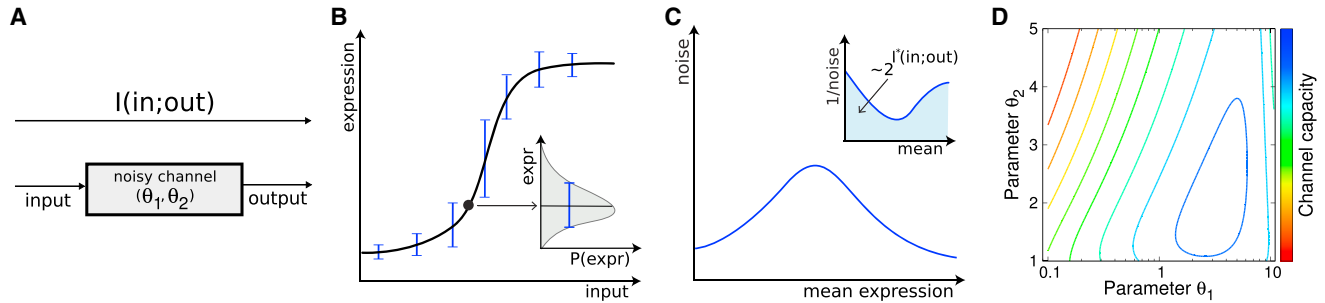 A
I(in;out)
noisy channel
(θ1,θ2)
input
output
B
expression
expr
P(expr)
input
C
noise
1/noise
~2 I*(in;out)
mean
mean expression
D
Parameter θ2
5
4
3
2
1
0.1
1
10
Parameter θ1
Channel capacity